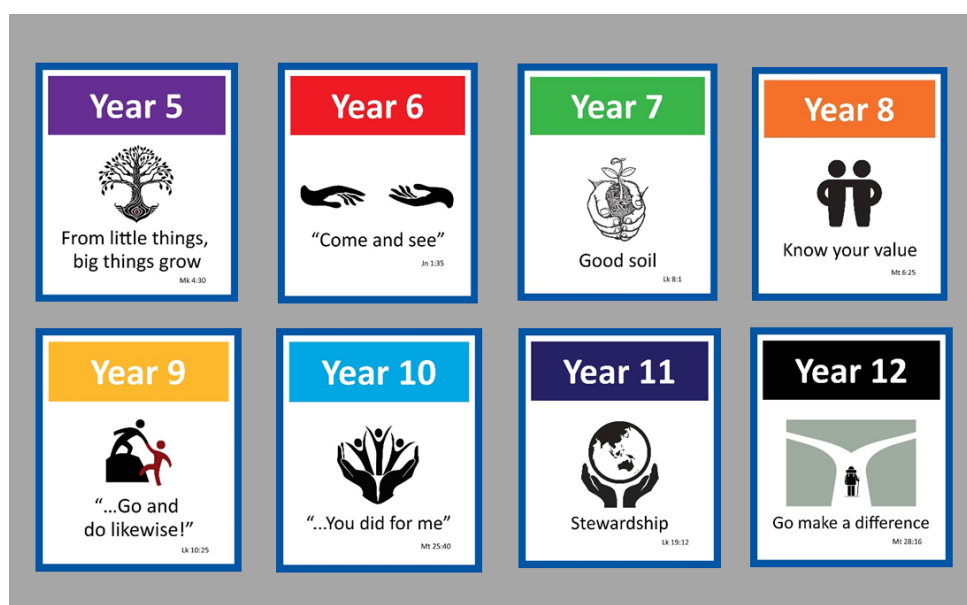 Year 5
From little things,
big things grow
Mk 4:30
Year 6
“Come and see”
Jn 1:35
Year 7
Good soil
Lk 8:1
Year 8
Know your value
Mt 6:25
Year 9
“...Go and
do likewise!”
Lk 10:25
Year 10
“...You did for me”
Mt 25:40
Year 11
Stewardship
Lk 19:12
Year 12
Go make a difference
Mt 28:16